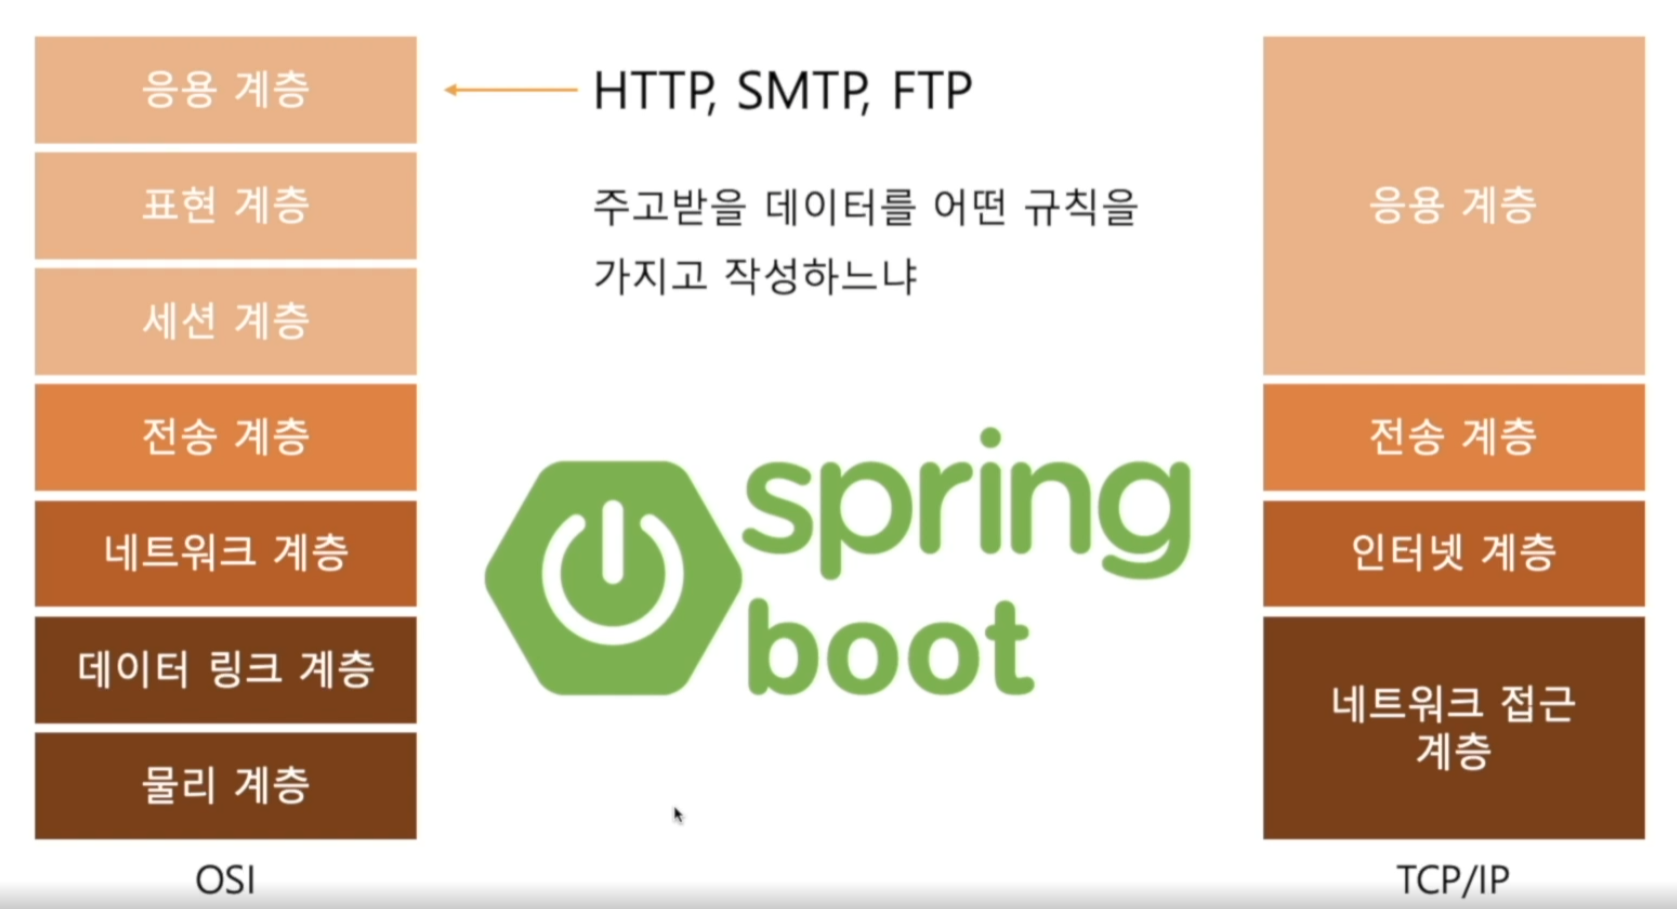 응용 계층
표현 계층
세션 계층
전송 계층
네트워크 계층
데이터 링크 계층
물리 계층
OSI
HTTP, SMTP, FTP
주고받을 데이터를 어떤 규칙을
가지고 작성하느냐
spring
boot
응용 계층
전송 계층
인터넷 계층
네트워크 접근
계층
TCP/IP